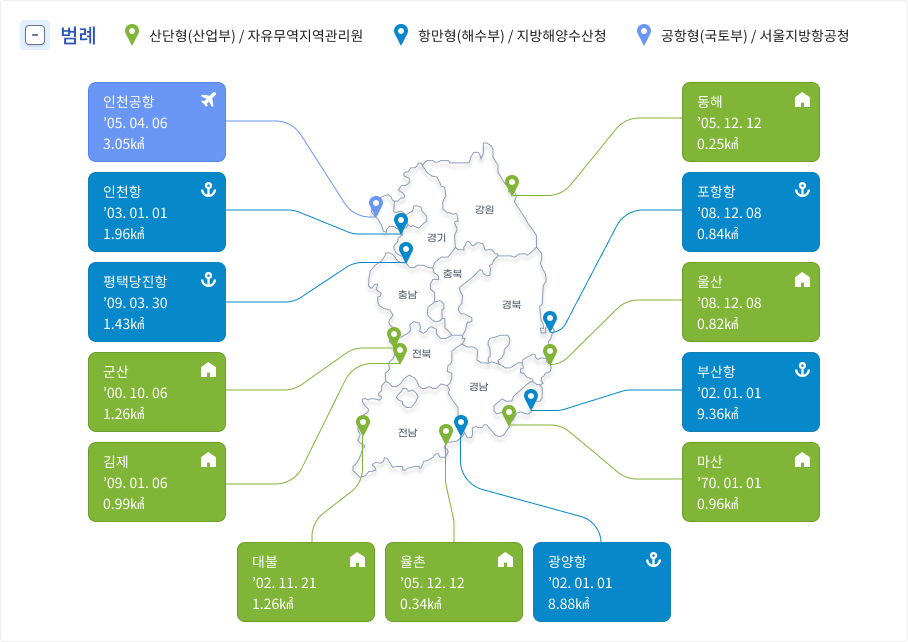 범례
산단형(산업부) / 자유무역지역관리원
항만형(해수부) / 지방해양수산청
공항형(국토부) / 서울지방항공청
인천공항
’05. 04. 06
3.05㎢
인천항
’03. 01. 01
1.96㎢
평택당진항
’09. 03. 30
1.43㎢
군산
’00. 10. 06
1.26㎢
김제
’09. 01. 06
0.99㎢
강원
경기
충북
충남
경북
전북
경남
전남
동해
’05. 12. 12
0.25㎢
포항항
’08. 12. 08
0.84㎢
울산
’08. 12. 08
0.82㎢
부산항
’02. 01. 01
9.36㎢
마산
’70. 01. 01
0.96㎢
대불
’02. 11. 21
1.26㎢
율촌
’05. 12. 12
0.34㎢
광양항
’02. 01. 01
8.88㎢